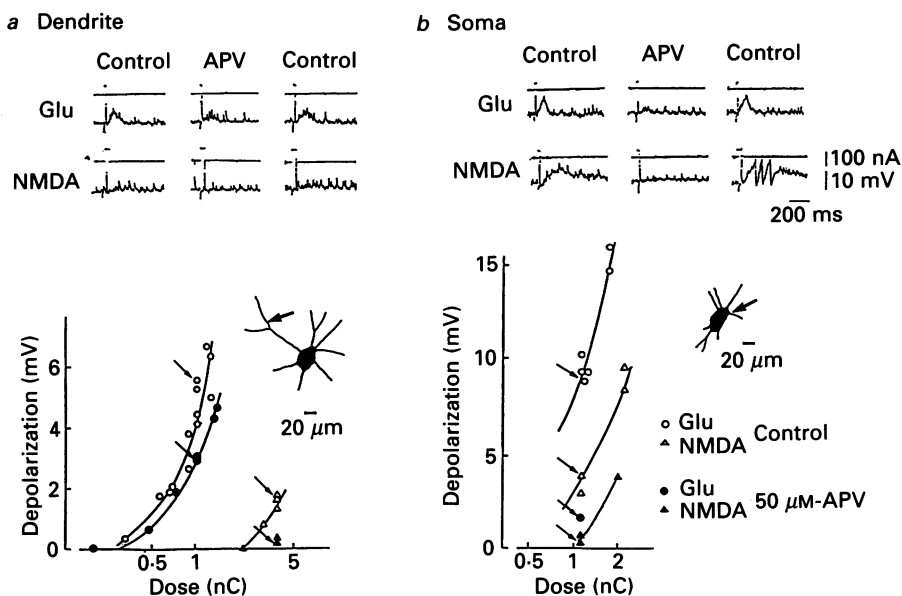 a Dendrite
Control APV Control
Glu
NMDA
b Soma
Control APV Control
Glu
NMDA
100 nA
10 mV
200 ms
Depolarization (mV)
6
4
2
0
0·5 1 5
Dose (nC)
20 μm
Depolarization (mV)
15
10
5
0
0·5 1 2
Dose (nC)
20 μm
Glu
NMDA
Control
Glu
NMDA
50 μM-APV